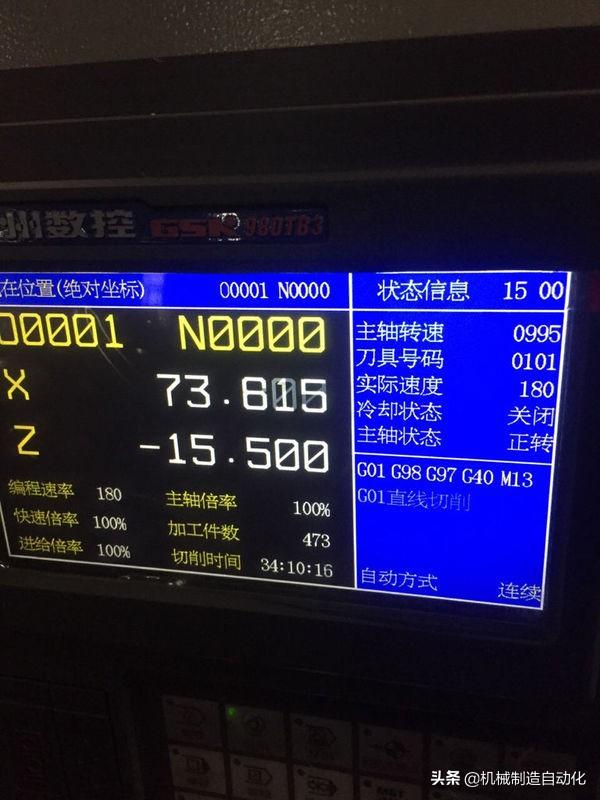 州数控 GSK 980TB3
在位置(绝对坐标) O0001 N0000
状态信息 15 00
O0001 N0000
X 73.615
Z -15.500
编程速率 180 主轴倍率 100%
快速倍率 100% 加工件数 473
进给倍率 100% 切削时间 34:10:16
主轴转速 0995
刀具号码 0101
实际速度 180
冷却状态 关闭
主轴状态 正转
G01 G98 G97 G40 M13
G01直线切削
自动方式 连续
头条 @机械制造自动化